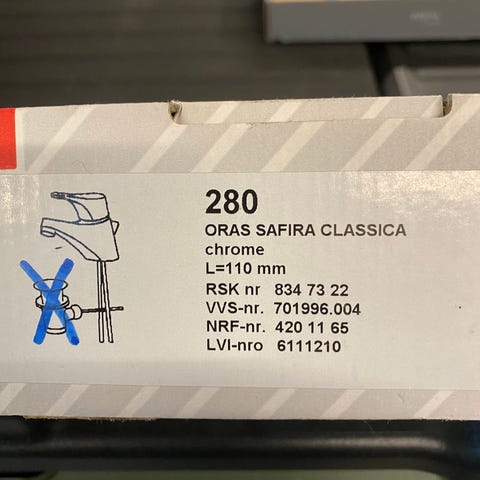 280
ORAS SAFIRA CLASSICA
chrome
L=110 mm
RSK nr 834 73 22
VVS-nr. 701996.004
NRF-nr. 420 11 65
LVI-nro 6111210